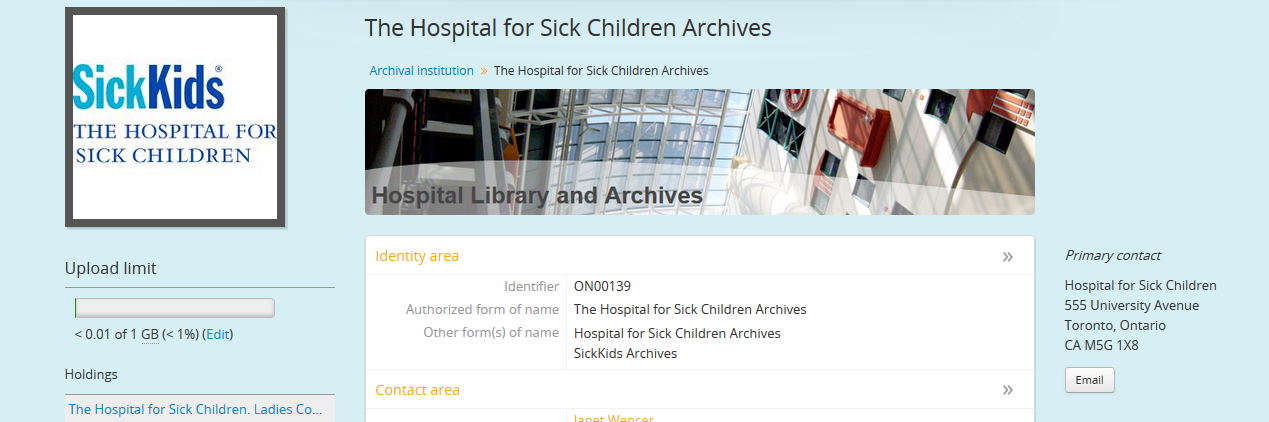 SickKids®
THE HOSPITAL FOR
SICK CHILDREN
Upload limit
< 0.01 of 1 GB (< 1%) (Edit)
Holdings
The Hospital for Sick Children. Ladies Co...
The Hospital for Sick Children Archives
Archival institution » The Hospital for Sick Children Archives
Hospital Library and Archives
Identity area »
Identifier ON00139
Authorized form of name The Hospital for Sick Children Archives
Other form(s) of name Hospital for Sick Children Archives
SickKids Archives
Contact area »
Janet Wencer
Primary contact
Hospital for Sick Children
555 University Avenue
Toronto, Ontario
CA M5G 1X8
Email